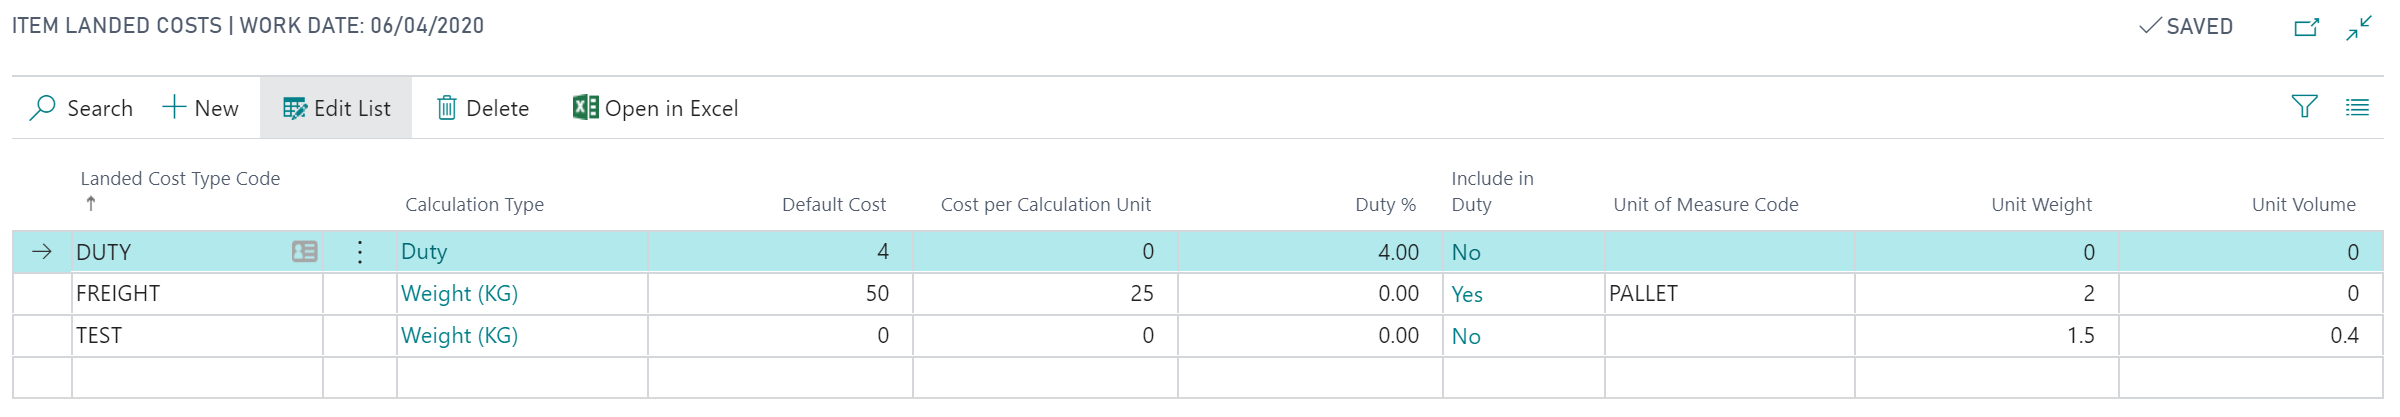 ITEM LANDED COSTS | WORK DATE: 06/04/2020 SAVED
Search New Edit List Delete Open in Excel
Landed Cost Type Code ↑ Calculation Type Default Cost Cost per Calculation Unit Duty % Include in Duty Unit of Measure Code Unit Weight Unit Volume
DUTY Duty 4 0 4.00 No 0 0
FREIGHT Weight (KG) 50 25 0.00 Yes PALLET 2 0
TEST Weight (KG) 0 0 0.00 No 1.5 0.4